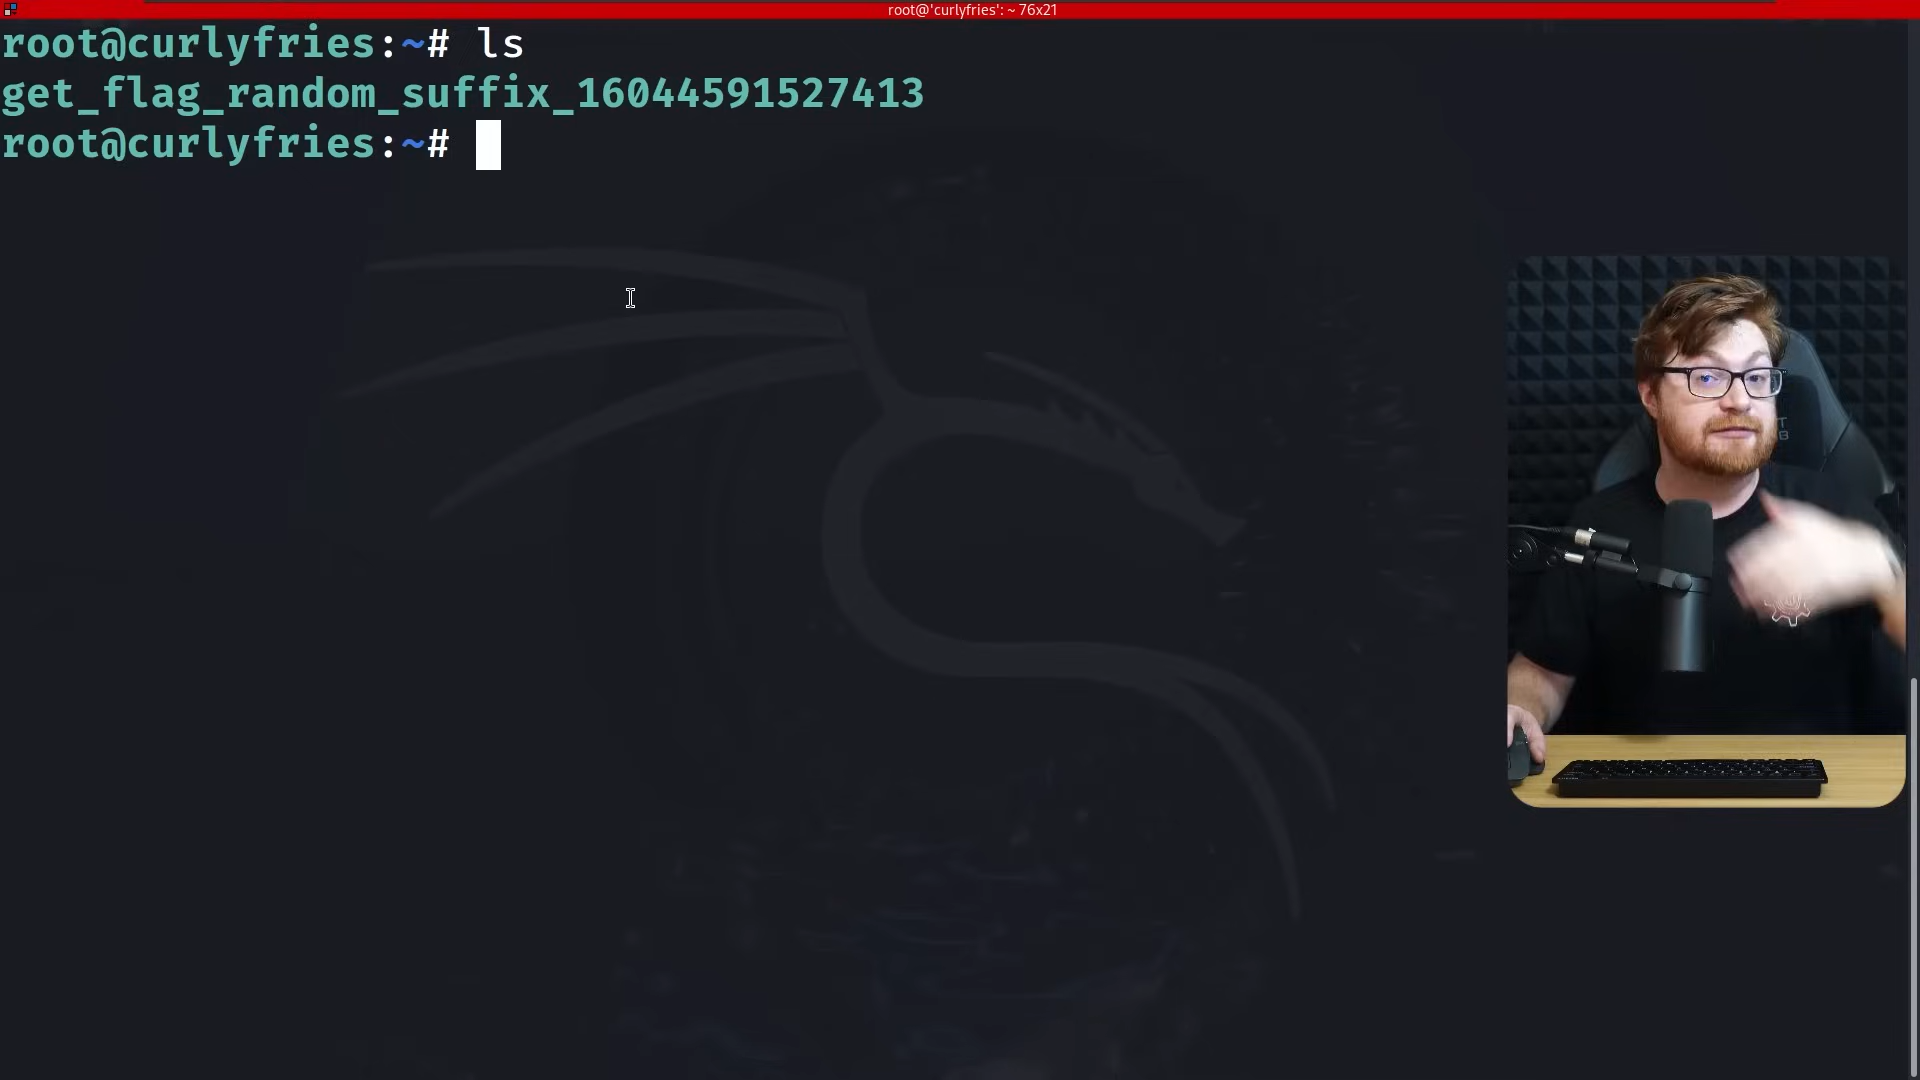 root@'curlyfries': ~ 76x21
root@curlyfries:~# ls
get_flag_random_suffix_16044591527413
root@curlyfries:~#